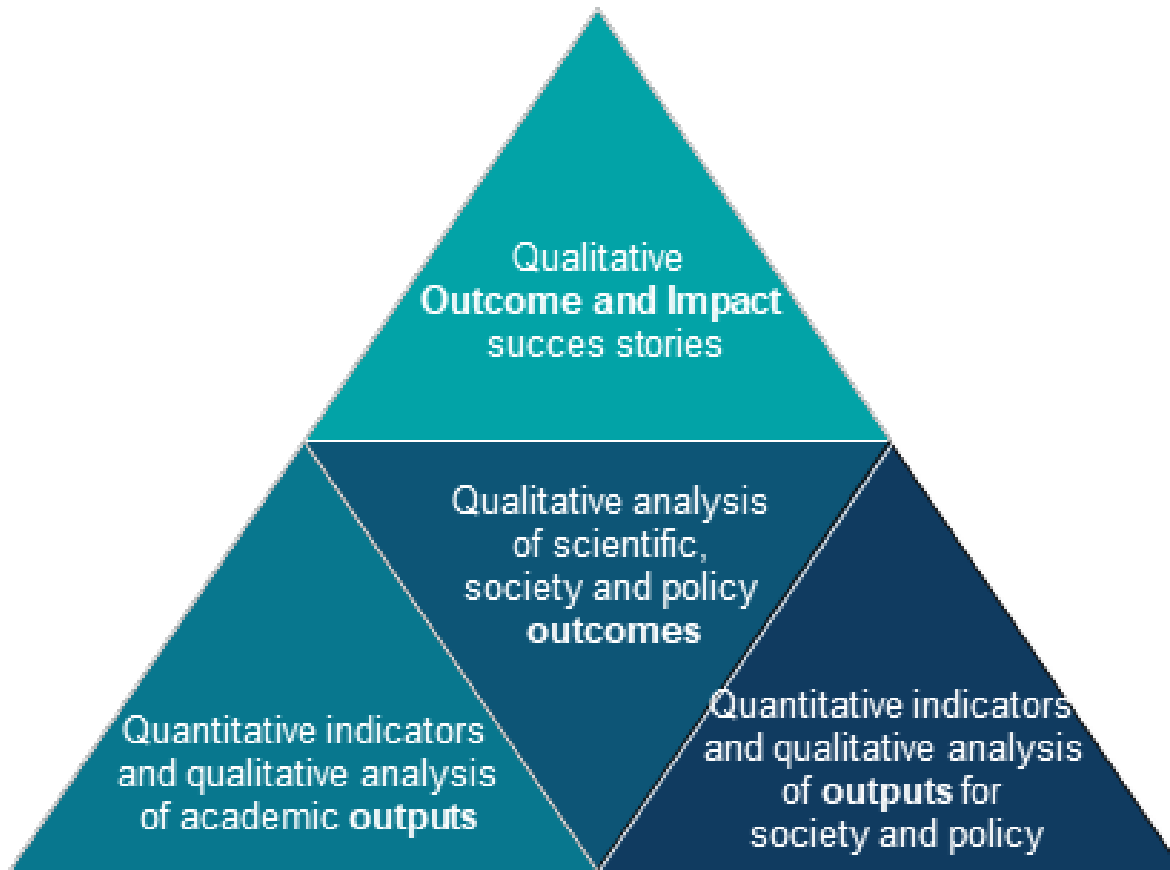 Qualitative
Outcome and Impact
succes stories
Qualitative analysis
of scientific,
society and policy
outcomes
Quantitative indicators
and qualitative analysis
of academic outputs
Quantitative indicators
and qualitative analysis
of outputs for
society and policy